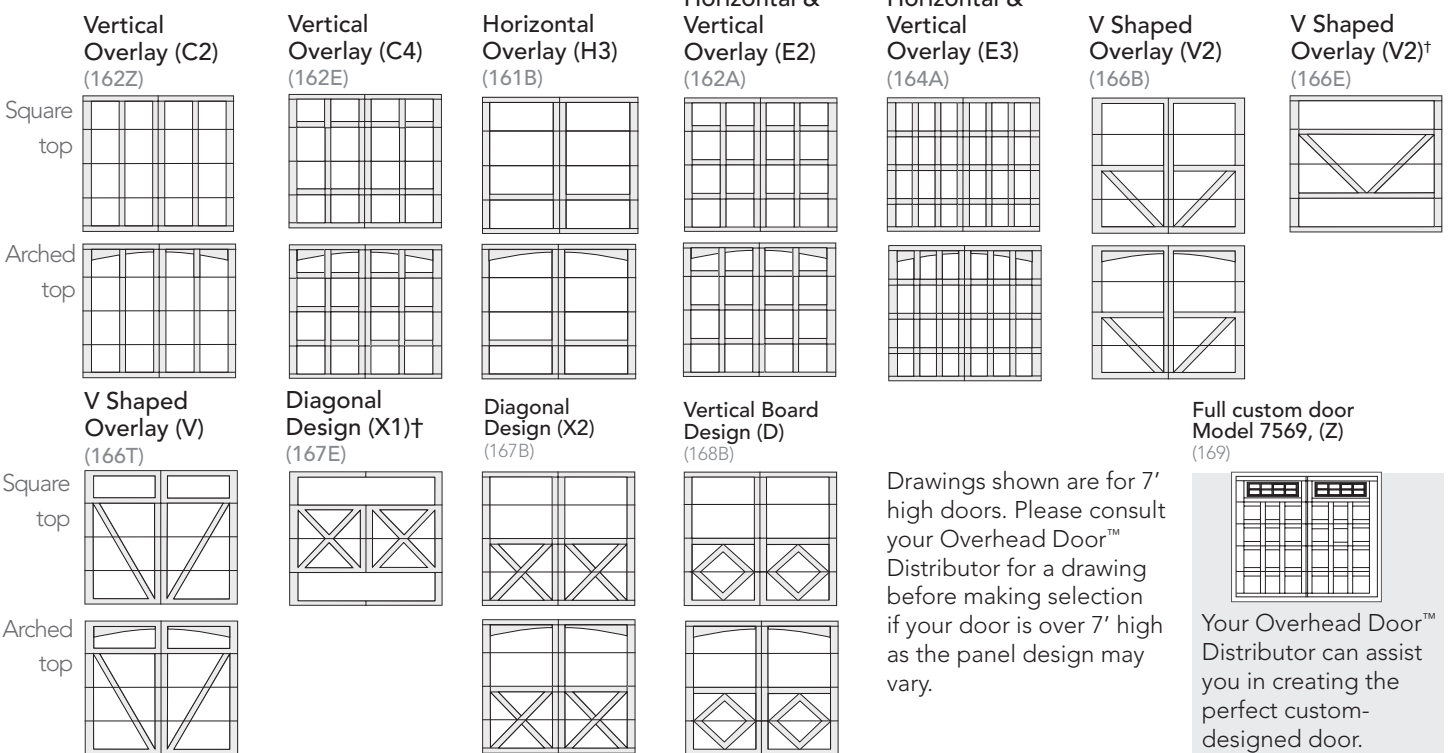 Horizontal &
Horizontal &
Vertical
Overlay (C2)
(162Z)
Vertical
Overlay (C4)
(162E)
Horizontal
Overlay (H3)
(161B)
Vertical
Overlay (E2)
(162A)
Vertical
Overlay (E3)
(164A)
V Shaped
Overlay (V2)
(166B)
V Shaped
Overlay (V2)†
(166E)
Square
top
Arched
top
V Shaped
Overlay (V)
(166T)
Diagonal
Design (X1)†
(167E)
Diagonal
Design (X2)
(167B)
Vertical Board
Design (D)
(168B)
Full custom door
Model 7569, (Z)
(169)
Square
top
Arched
top
Drawings shown are for 7’
high doors. Please consult
your Overhead Door™
Distributor for a drawing
before making selection
if your door is over 7’ high
as the panel design may
vary.
Your Overhead Door™
Distributor can assist
you in creating the
perfect custom-
designed door.